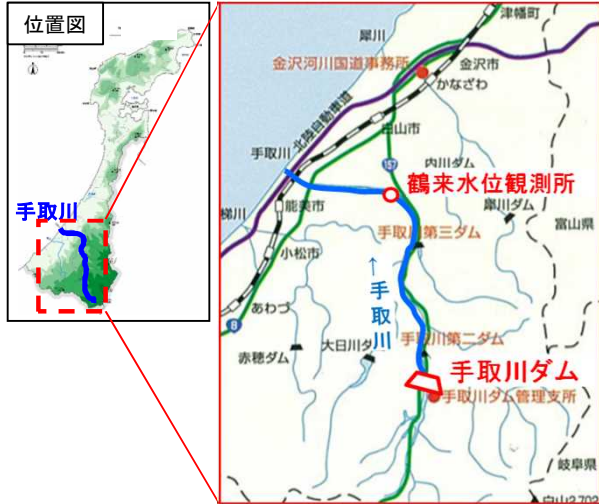 位置図
手取川
津幡町
犀川
金沢河川国道事務所
金沢市
かなざわ
北陸自動車道
白山市
手取川
157
内川ダム
鶴来水位観測所
犀川ダム
富山県
梯川
能美市
手取川第三ダム
小松市
↑手取川
あわづ
8
手取川第二ダム
赤穂ダム
大日川ダム
手取川ダム
手取川ダム管理支所
岐阜県
白山2,702